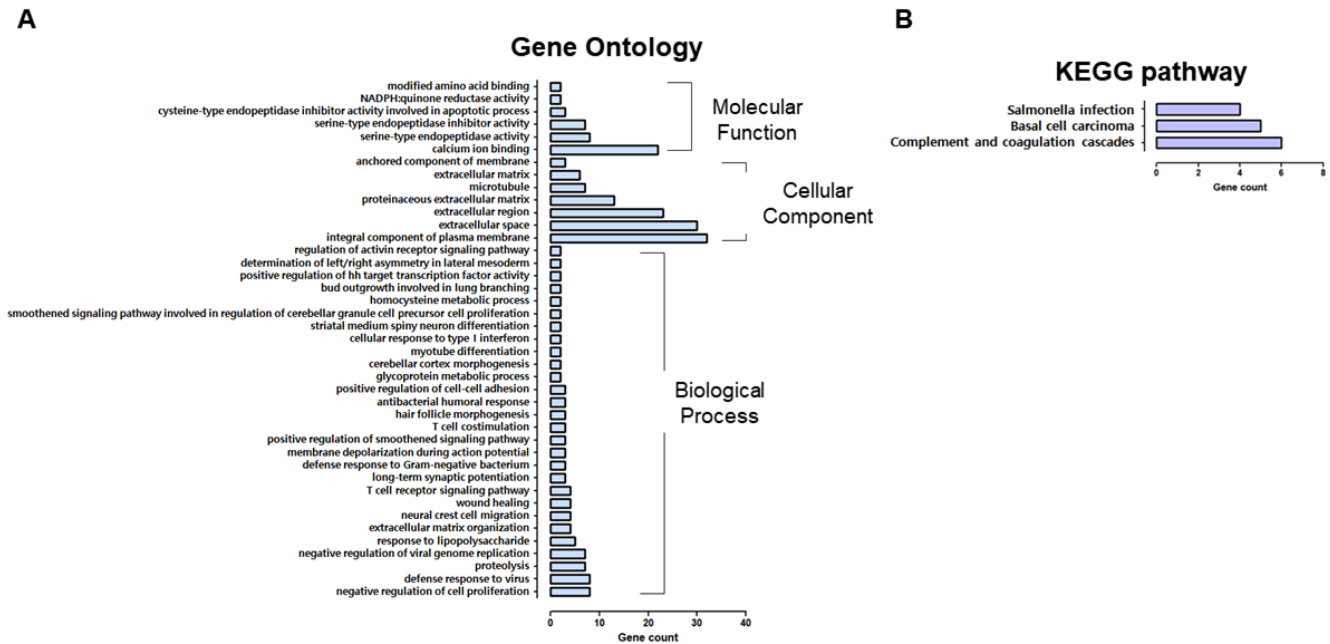 A
Gene Ontology
modified amino acid binding
NADPH:quinone reductase activity
cysteine-type endopeptidase inhibitor activity involved in apoptotic process
serine-type endopeptidase inhibitor activity
serine-type endopeptidase activity
calcium ion binding
anchored component of membrane
extracellular matrix
microtubule
proteinaceous extracellular matrix
extracellular region
extracellular space
integral component of plasma membrane
regulation of activin receptor signaling pathway
determination of left/right asymmetry in lateral mesoderm
positive regulation of hh target transcription factor activity
bud outgrowth involved in lung branching
homocysteine metabolic process
smoothened signaling pathway involved in regulation of cerebellar granule cell precursor cell proliferation
striatal medium spiny neuron differentiation
cellular response to type I interferon
myotube differentiation
cerebellar cortex morphogenesis
glycoprotein metabolic process
positive regulation of cell-cell adhesion
antibacterial humoral response
hair follicle morphogenesis
T cell costimulation
positive regulation of smoothened signaling pathway
membrane depolarization during action potential
defense response to Gram-negative bacterium
long-term synaptic potentiation
T cell receptor signaling pathway
wound healing
neural crest cell migration
extracellular matrix organization
response to lipopolysaccharide
negative regulation of viral genome replication
proteolysis
defense response to virus
negative regulation of cell proliferation
Molecular
Function
Cellular
Component
Biological
Process
0 10 20 30 40
Gene count
B
KEGG pathway
Salmonella infection
Basal cell carcinoma
Complement and coagulation cascades
0 2 4 6 8
Gene count